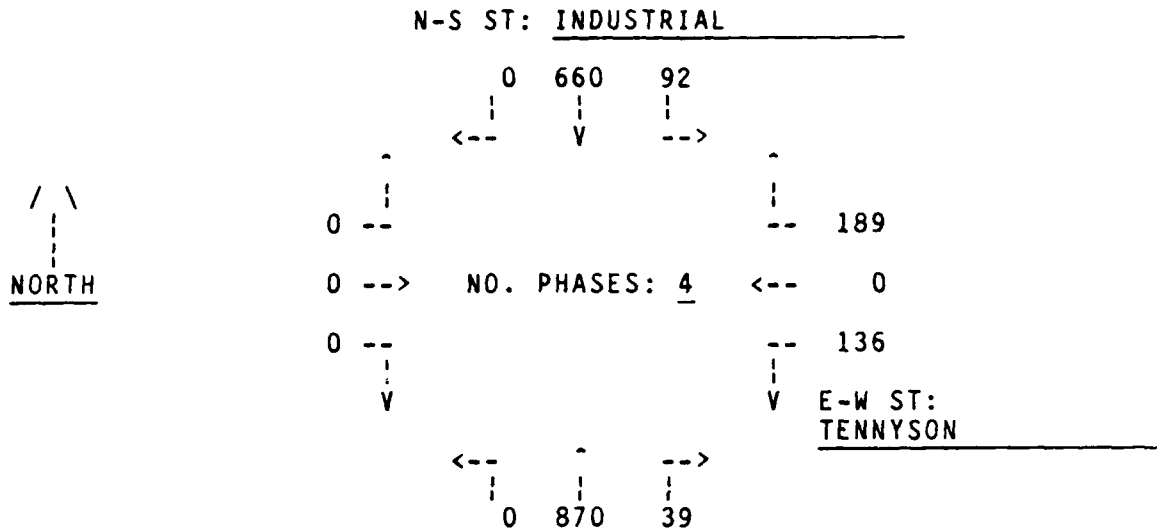 N-S ST: INDUSTRIAL
0 660 92
<-- V -->
0 -- -- 189
NORTH 0 --> NO. PHASES: 4 <-- 0
0 -- -- 136
V V E-W ST:
TENNYSON
<-- ^ -->
0 870 39